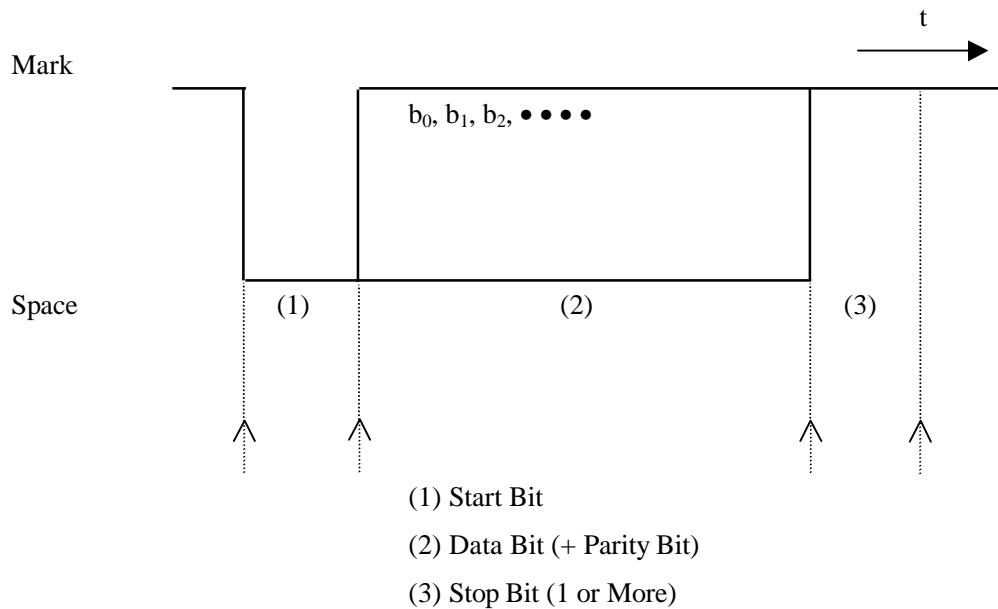 t
Mark
b₀, b₁, b₂, ● ● ● ●
Space
(1)
(2)
(3)
(1) Start Bit
(2) Data Bit (+ Parity Bit)
(3) Stop Bit (1 or More)